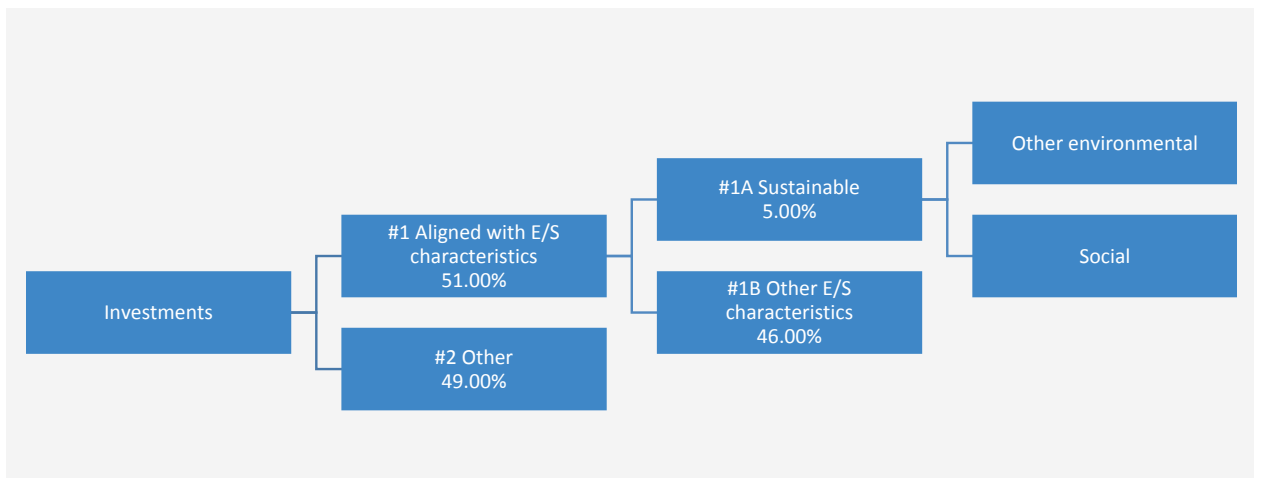 Investments
#1 Aligned with E/S
characteristics
51.00%
#2 Other
49.00%
#1A Sustainable
5.00%
#1B Other E/S
characteristics
46.00%
Other environmental
Social